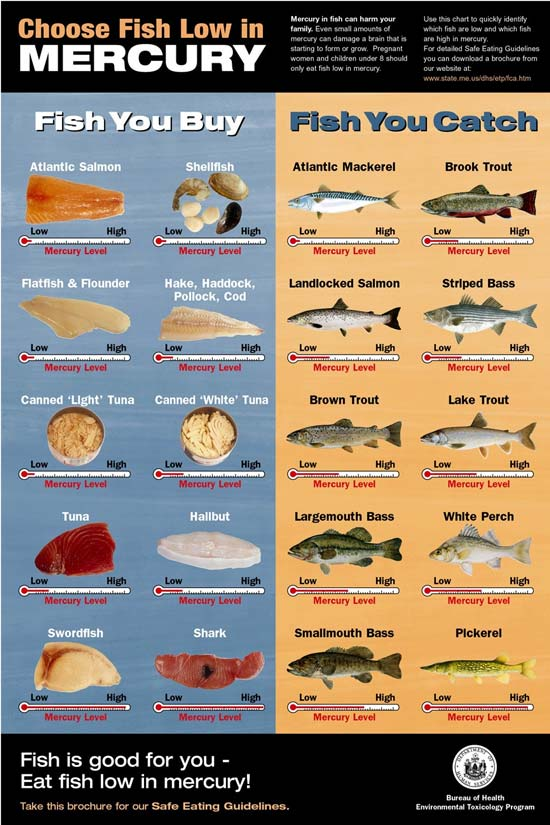 Choose Fish Low in
MERCURY
Mercury in fish can harm your
family. Even small amounts of
mercury can damage a brain that is
starting to form or grow. Pregnant
women and children under 8 should
only eat fish low in mercury.
Use this chart to quickly identify
which fish are low and which fish
are high in mercury.
For detailed Safe Eating Guidelines
you can download a brochure from
our website at:
www.state.me.us/dhs/etp/fca.htm
Fish You Buy
Atlantic Salmon
Low High
Mercury Level
Shellfish
Low High
Mercury Level
Flatfish & Flounder
Low High
Mercury Level
Hake, Haddock,
Pollock, Cod
Low High
Mercury Level
Canned 'Light' Tuna
Low High
Mercury Level
Canned 'White' Tuna
Low High
Mercury Level
Tuna
Low High
Mercury Level
Halibut
Low High
Mercury Level
Swordfish
Low High
Mercury Level
Shark
Low High
Mercury Level
Fish You Catch
Atlantic Mackerel
Low High
Mercury Level
Brook Trout
Low High
Mercury Level
Landlocked Salmon
Low High
Mercury Level
Striped Bass
Low High
Mercury Level
Brown Trout
Low High
Mercury Level
Lake Trout
Low High
Mercury Level
Largemouth Bass
Low High
Mercury Level
White Perch
Low High
Mercury Level
Smallmouth Bass
Low High
Mercury Level
Pickerel
Low High
Mercury Level
Fish is good for you -
Eat fish low in mercury!
Take this brochure for our Safe Eating Guidelines.
DEPARTMENT OF
HUMAN SERVICES
Bureau of Health
Environmental Toxicology Program